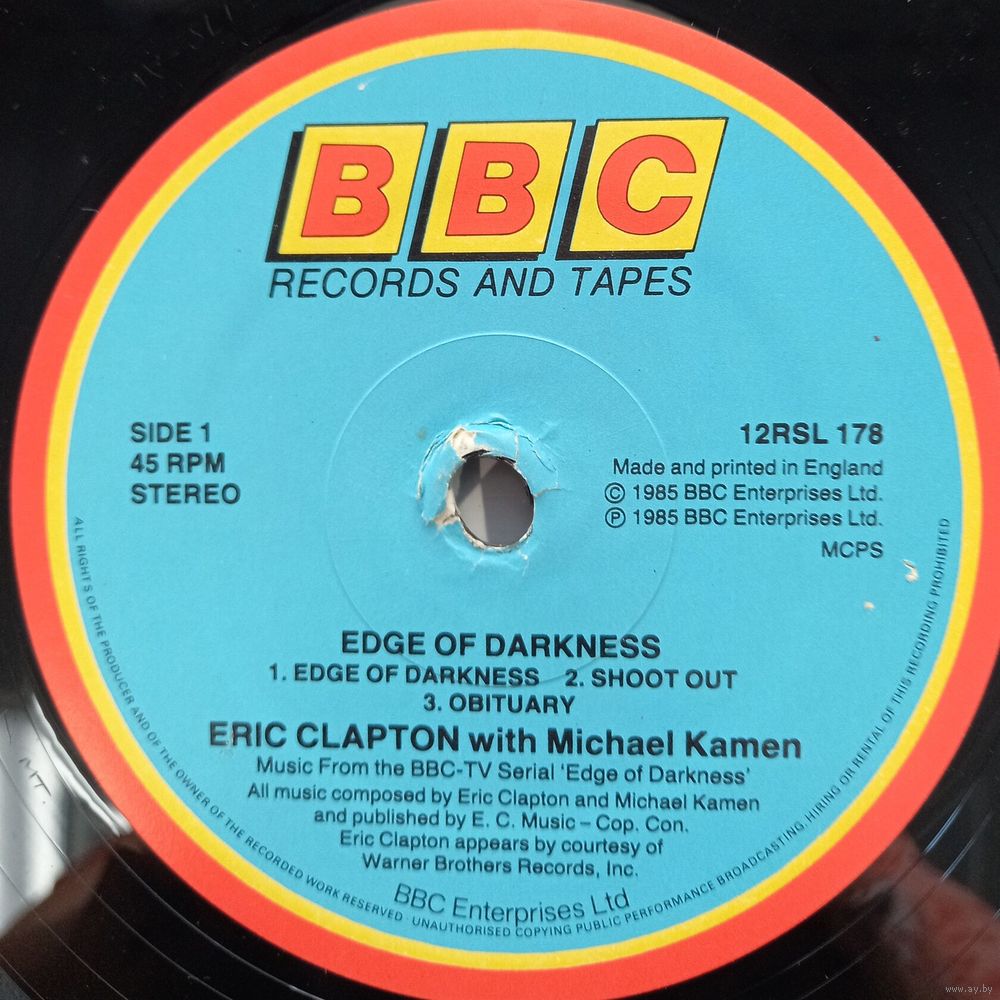 BBC
RECORDS AND TAPES
SIDE 1
45 RPM
STEREO
12RSL 178
Made and printed in England
© 1985 BBC Enterprises Ltd.
℗ 1985 BBC Enterprises Ltd.
MCPS
EDGE OF DARKNESS
1. EDGE OF DARKNESS 2. SHOOT OUT
3. OBITUARY
ERIC CLAPTON with Michael Kamen
Music From the BBC-TV Serial 'Edge of Darkness'
All music composed by Eric Clapton and Michael Kamen
and published by E. C. Music – Cop. Con.
Eric Clapton appears by courtesy of
Warner Brothers Records, Inc.
BBC Enterprises Ltd
ALL RIGHTS OF THE PRODUCER AND OF THE OWNER OF THE RECORDED WORK RESERVED · UNAUTHORISED COPYING PUBLIC PERFORMANCE BROADCASTING, HIRING OR RENTAL OF THIS RECORDING PROHIBITED
www.ay.by